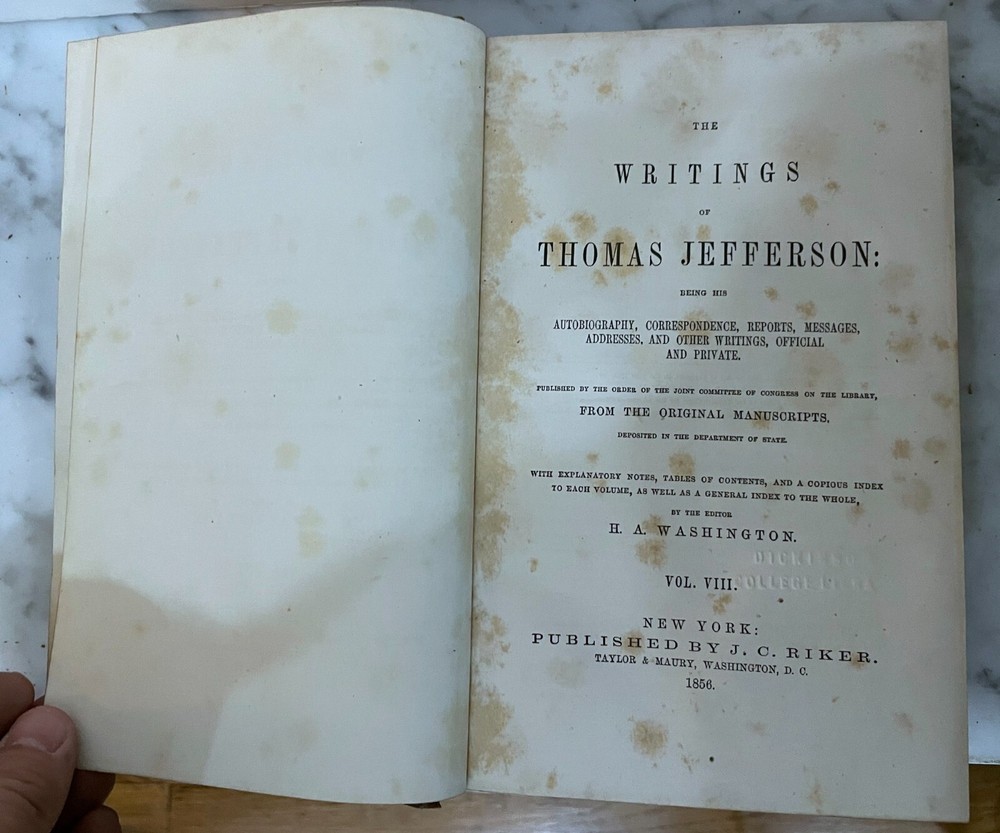 THE
WRITINGS
OF
THOMAS JEFFERSON:
BEING HIS
AUTOBIOGRAPHY, CORRESPONDENCE, REPORTS, MESSAGES,
ADDRESSES, AND OTHER WRITINGS, OFFICIAL
AND PRIVATE.
PUBLISHED BY THE ORDER OF THE JOINT COMMITTEE OF CONGRESS ON THE LIBRARY,
FROM THE ORIGINAL MANUSCRIPTS,
DEPOSITED IN THE DEPARTMENT OF STATE.
WITH EXPLANATORY NOTES, TABLES OF CONTENTS, AND A COPIOUS INDEX
TO EACH VOLUME, AS WELL AS A GENERAL INDEX TO THE WHOLE,
BY THE EDITOR
H. A. WASHINGTON.
VOL. VIII.
COLLEGE
NEW YORK:
PUBLISHED BY J. C. RIKER.
TAYLOR & MAURY, WASHINGTON, D. C.
1856.